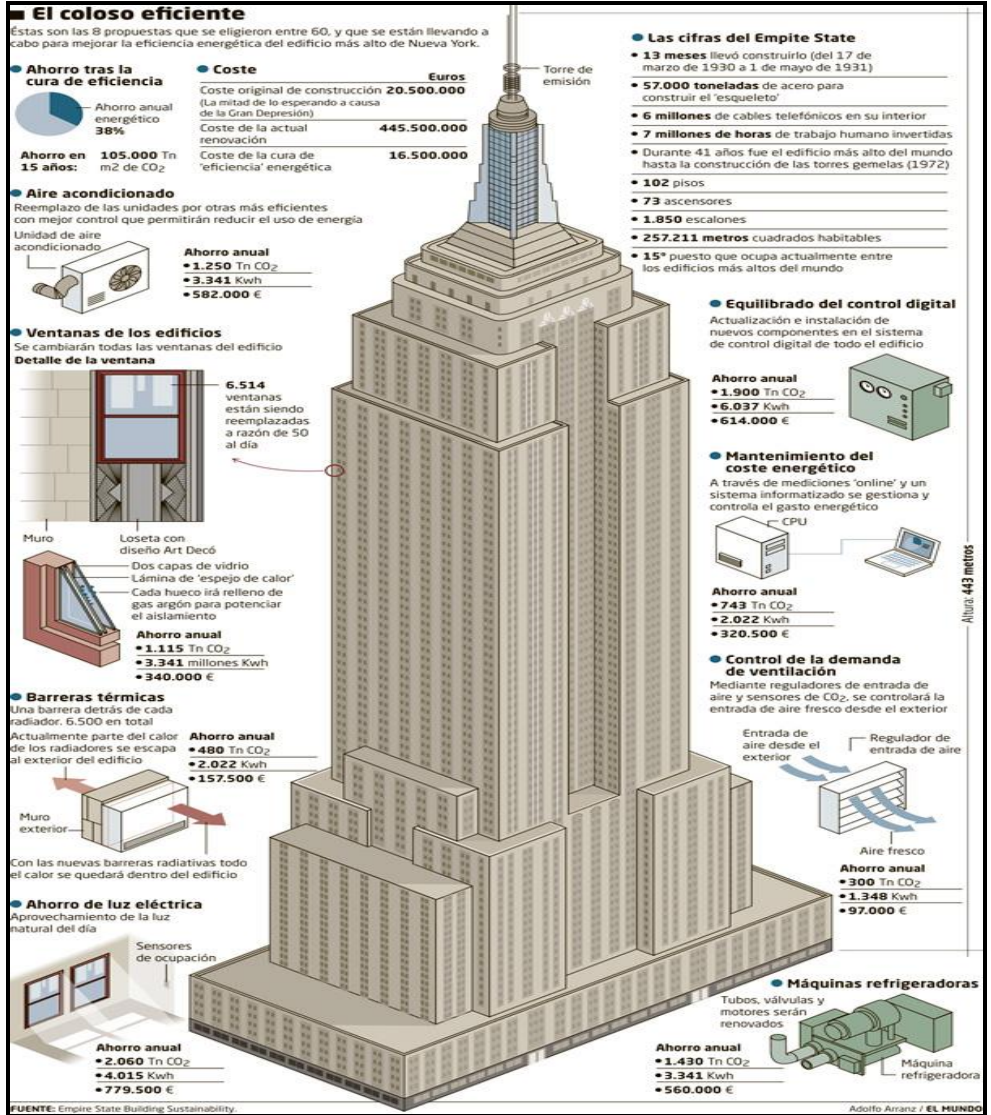 El coloso eficiente
Éstas son las 8 propuestas que se eligieron entre 60, y que se están llevando a
cabo para mejorar la eficiencia energética del edificio más alto de Nueva York.
Ahorro tras la
cura de eficiencia
Ahorro anual
energético
38%
Ahorro en
15 años:
105.000 Tn
m2 de CO2
Coste
Euros
Coste original de construcción 20.500.000
(La mitad de lo esperando a causa
de la Gran Depresión)
Coste de la actual
renovación
445.500.000
Coste de la cura de
'eficiencia' energética
16.500.000
Torre de
emisión
Las cifras del Empite State
• 13 meses llevó construirlo (del 17 de
marzo de 1930 a 1 de mayo de 1931)
• 57.000 toneladas de acero para
construir el 'esqueleto'
• 6 millones de cables telefónicos en su interior
• 7 millones de horas de trabajo humano invertidas
• Durante 41 años fue el edificio más alto del mundo
hasta la construcción de las torres gemelas (1972)
• 102 pisos
• 73 ascensores
• 1.850 escalones
• 257.211 metros cuadrados habitables
• 15º puesto que ocupa actualmente entre
los edificios más altos del mundo
Aire acondicionado
Reemplazo de las unidades por otras más eficientes
con mejor control que permitirán reducir el uso de energía
Unidad de aire
acondicionado
Ahorro anual
• 1.250 Tn CO2
• 3.341 Kwh
• 582.000 €
Ventanas de los edificios
Se cambiarán todas las ventanas del edificio
Detalle de la ventana
6.514
ventanas
están siendo
reemplazadas
a razón de 50
al día
Muro
Loseta con
diseño Art Decó
Dos capas de vidrio
Lámina de 'espejo de calor'
Cada hueco irá relleno de
gas argón para potenciar
el aislamiento
Ahorro anual
• 1.115 Tn CO2
• 3.341 millones Kwh
• 340.000 €
Barreras térmicas
Una barrera detrás de cada
radiador. 6.500 en total
Actualmente parte del calor
de los radiadores se escapa
al exterior del edificio
Ahorro anual
• 480 Tn CO2
• 2.022 Kwh
• 157.500 €
Muro
exterior
Con las nuevas barreras radiativas todo
el calor se quedará dentro del edificio
Ahorro de luz eléctrica
Aprovechamiento de la luz
natural del día
Sensores
de ocupación
Ahorro anual
• 2.060 Tn CO2
• 4.015 Kwh
• 779.500 €
Equilibrado del control digital
Actualización e instalación de
nuevos componentes en el sistema
de control digital de todo el edificio
Ahorro anual
• 1.900 Tn CO2
• 6.037 Kwh
• 614.000 €
Mantenimiento del
coste energético
A través de mediciones 'online' y un
sistema informatizado se gestiona y
controla el gasto energético
CPU
Ahorro anual
• 743 Tn CO2
• 2.022 Kwh
• 320.500 €
Altura: 443 metros
Control de la demanda
de ventilación
Mediante reguladores de entrada de
aire y sensores de CO2, se controlará la
entrada de aire fresco desde el exterior
Entrada de
aire desde el
exterior
Regulador de
entrada de aire
Aire fresco
Ahorro anual
• 300 Tn CO2
• 1.348 Kwh
• 97.000 €
Máquinas refrigeradoras
Tubos, válvulas y
motores serán
renovados
Ahorro anual
• 1.430 Tn CO2
• 3.341 Kwh
• 560.000 €
Máquina
refrigeradora
FUENTE: Empire State Building Sustainability.
Adolfo Arranz / EL MUNDO